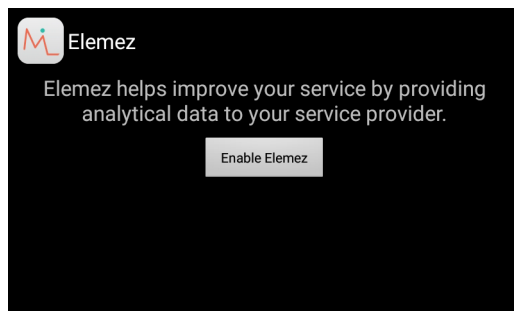 Elemez
Elemez helps improve your service by providing
analytical data to your service provider.
Enable Elemez